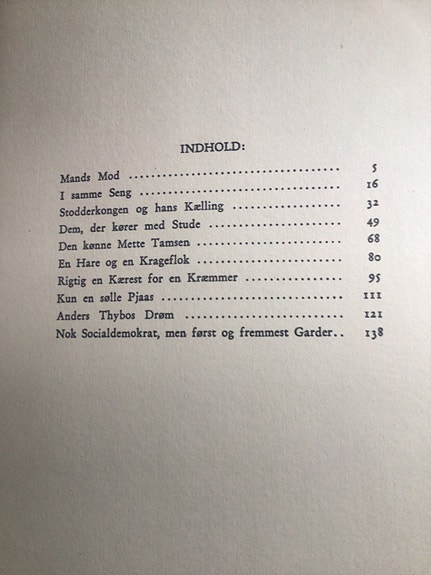 INDHOLD:
Mands Mod ..................................... 5
I samme Seng ................................... 16
Stodderkongen og hans Kælling .................... 32
Dem, der kører med Stude ........................ 49
Den kønne Mette Tamsen ......................... 68
En Hare og en Krageflok .......................... 80
Rigtig en Kærest for en Kræmmer .................. 95
Kun en sølle Pjaas ............................... 111
Anders Thybos Drøm ............................ 121
Nok Socialdemokrat, men først og fremmest Garder.. 138